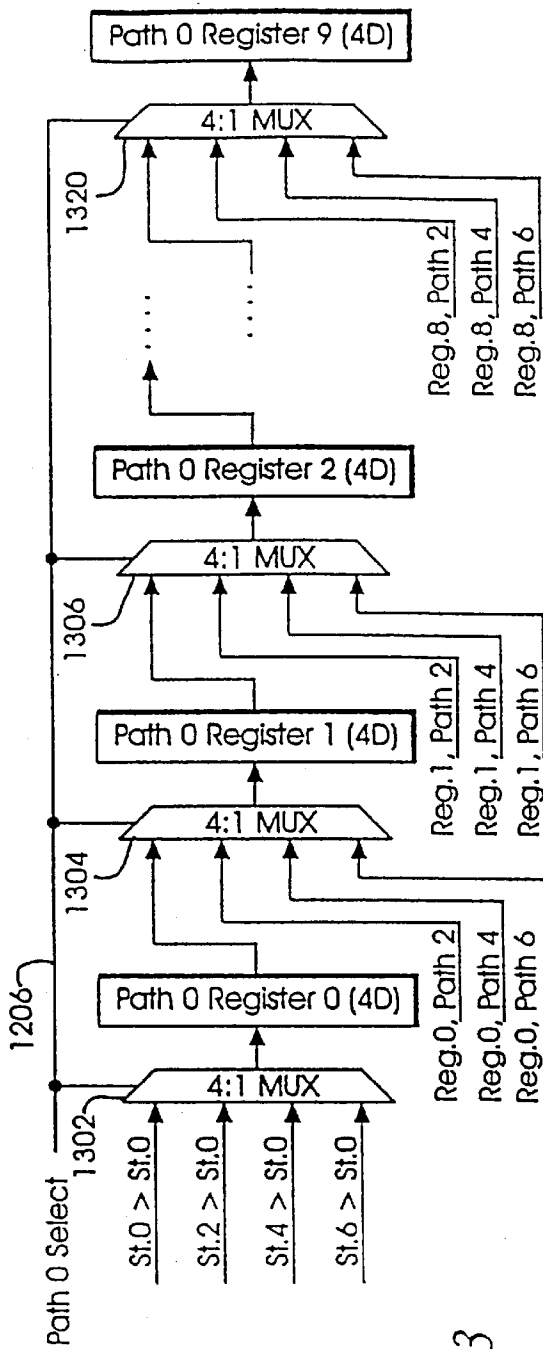 Path 0 Select
1206
1302
4:1 MUX
St.0 > St.0
St.2 > St.0
St.4 > St.0
St.6 > St.0
Path 0 Register 0 (4D)
1304
4:1 MUX
Reg.0, Path 2
Reg.0, Path 4
Reg.0, Path 6
Path 0 Register 1 (4D)
1306
4:1 MUX
Reg.1, Path 2
Reg.1, Path 4
Reg.1, Path 6
Path 0 Register 2 (4D)
1320
4:1 MUX
Reg.8, Path 2
Reg.8, Path 4
Reg.8, Path 6
Path 0 Register 9 (4D)
3